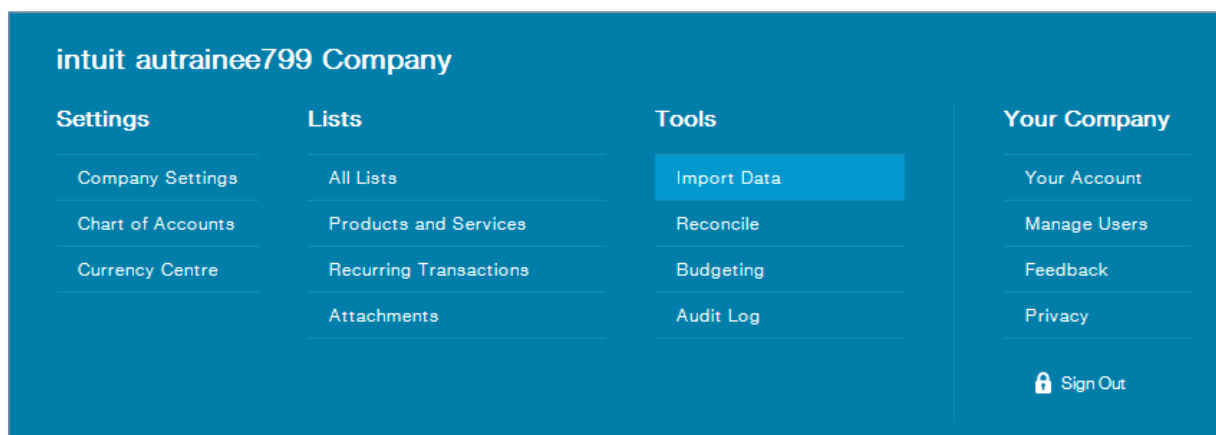 intuit autrainee799 Company
Settings
Company Settings
Chart of Accounts
Currency Centre
Lists
All Lists
Products and Services
Recurring Transactions
Attachments
Tools
Import Data
Reconcile
Budgeting
Audit Log
Your Company
Your Account
Manage Users
Feedback
Privacy
Sign Out